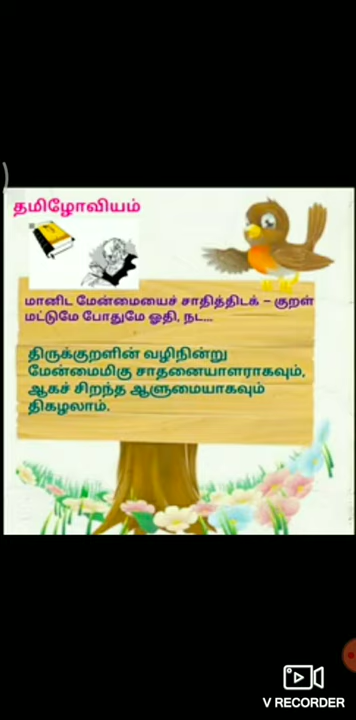 தமிழோவியம்
மானிட மேன்மையைச் சாதித்திடக் – குறள்
மட்டுமே போதுமே ஓதி, நட...
திருக்குறளின் வழிநின்று
மேன்மைமிகு சாதனையாளராகவும்,
ஆகச் சிறந்த ஆளுமையாகவும்
திகழலாம்.
V RECORDER